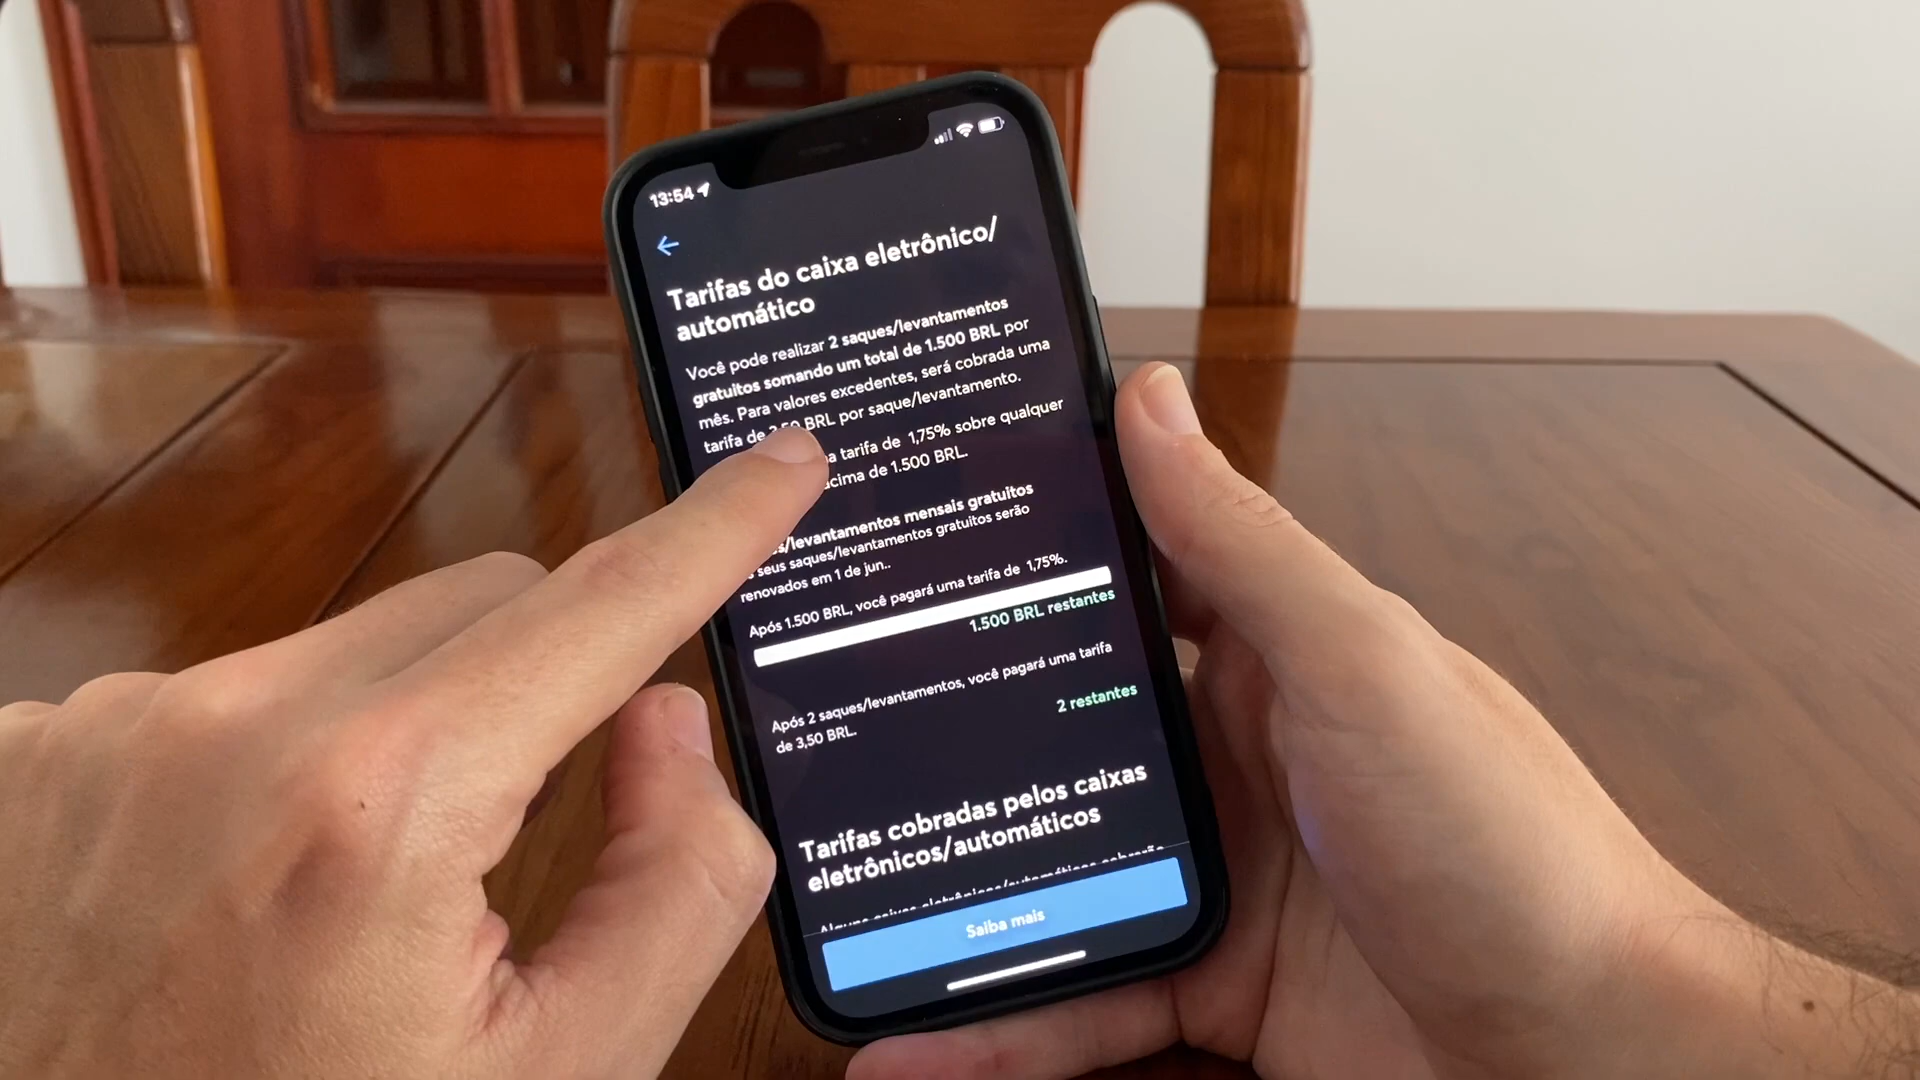 13:54
Tarifas do caixa eletrônico/
automático
Você pode realizar 2 saques/levantamentos
gratuitos somando um total de 1.500 BRL por
mês. Para valores excedentes, será cobrada uma
tarifa de 3,50 BRL por saque/levantamento.
tarifa de 1,75% sobre qualquer
acima de 1.500 BRL.
/levantamentos mensais gratuitos
seus saques/levantamentos gratuitos serão
renovados em 1 de jun..
Após 1.500 BRL, você pagará uma tarifa de 1,75%.
1.500 BRL restantes
Após 2 saques/levantamentos, você pagará uma tarifa
de 3,50 BRL.
2 restantes
Tarifas cobradas pelos caixas
eletrônicos/automáticos
Saiba mais